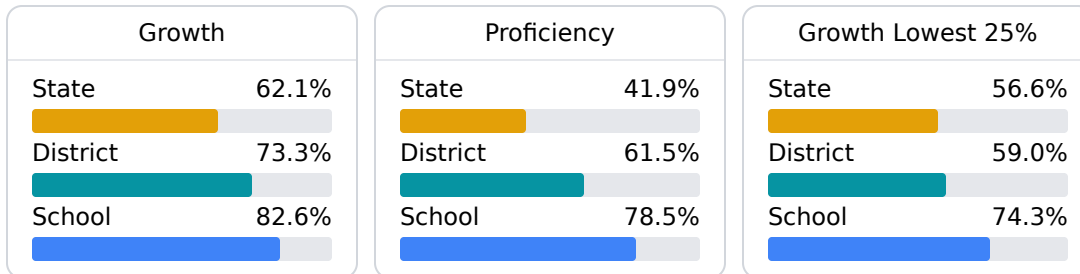 Growth
State 62.1%
District 73.3%
School 82.6%
Proficiency
State 41.9%
District 61.5%
School 78.5%
Growth Lowest 25%
State 56.6%
District 59.0%
School 74.3%